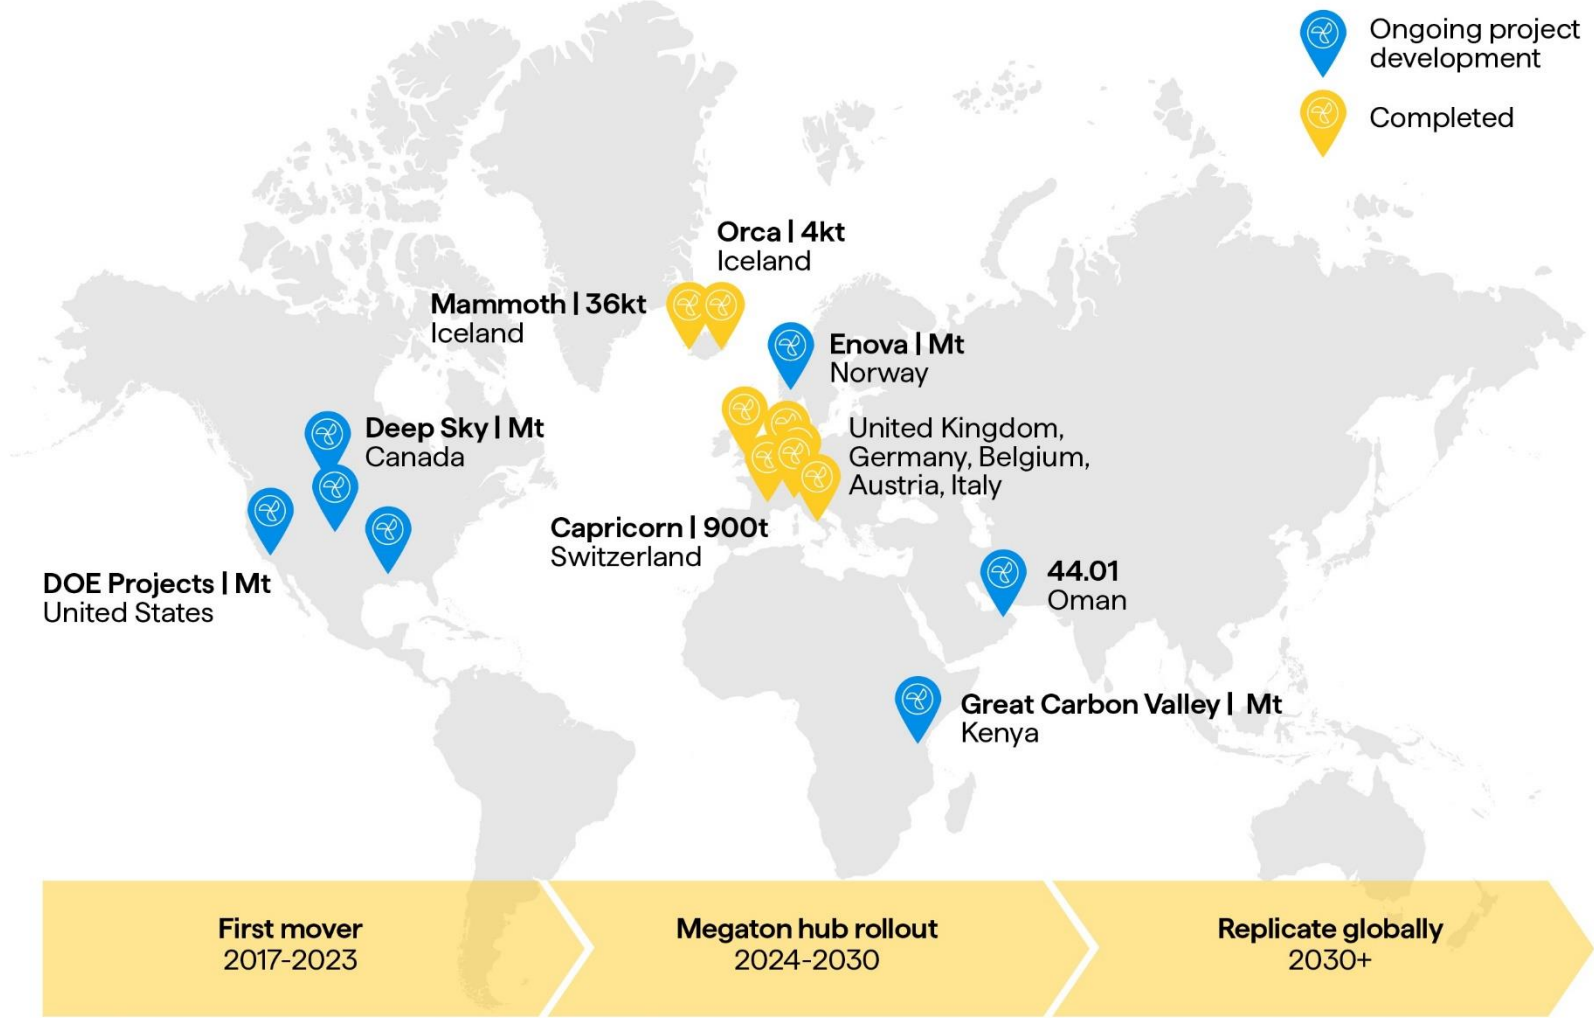 Ongoing project
development
Completed
Orca | 4kt
Iceland
Mammoth | 36kt
Iceland
Enova | Mt
Norway
Deep Sky | Mt
Canada
United Kingdom,
Germany, Belgium,
Austria, Italy
Capricorn | 900t
Switzerland
DOE Projects | Mt
United States
44.01
Oman
Great Carbon Valley | Mt
Kenya
First mover
2017-2023
Megaton hub rollout
2024-2030
Replicate globally
2030+